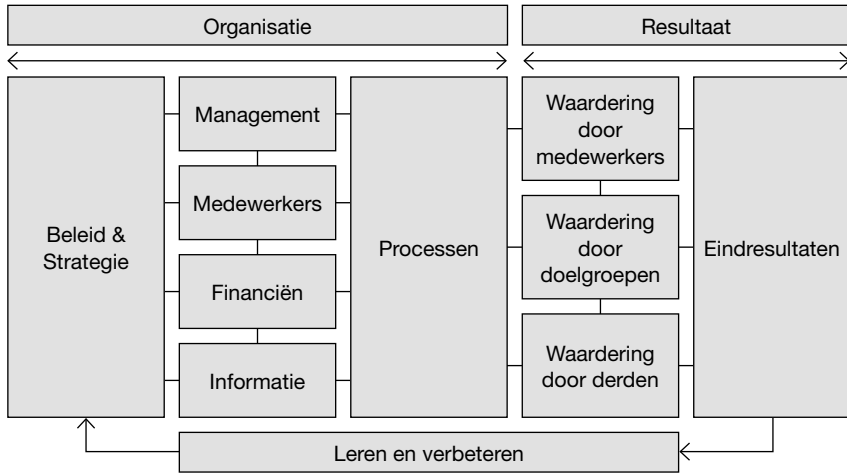 Organisatie
Resultaat
Beleid &
Strategie
Management
Medewerkers
Financiën
Informatie
Processen
Waardering
door
medewerkers
Waardering
door
doelgroepen
Waardering
door derden
Eindresultaten
Leren en verbeteren